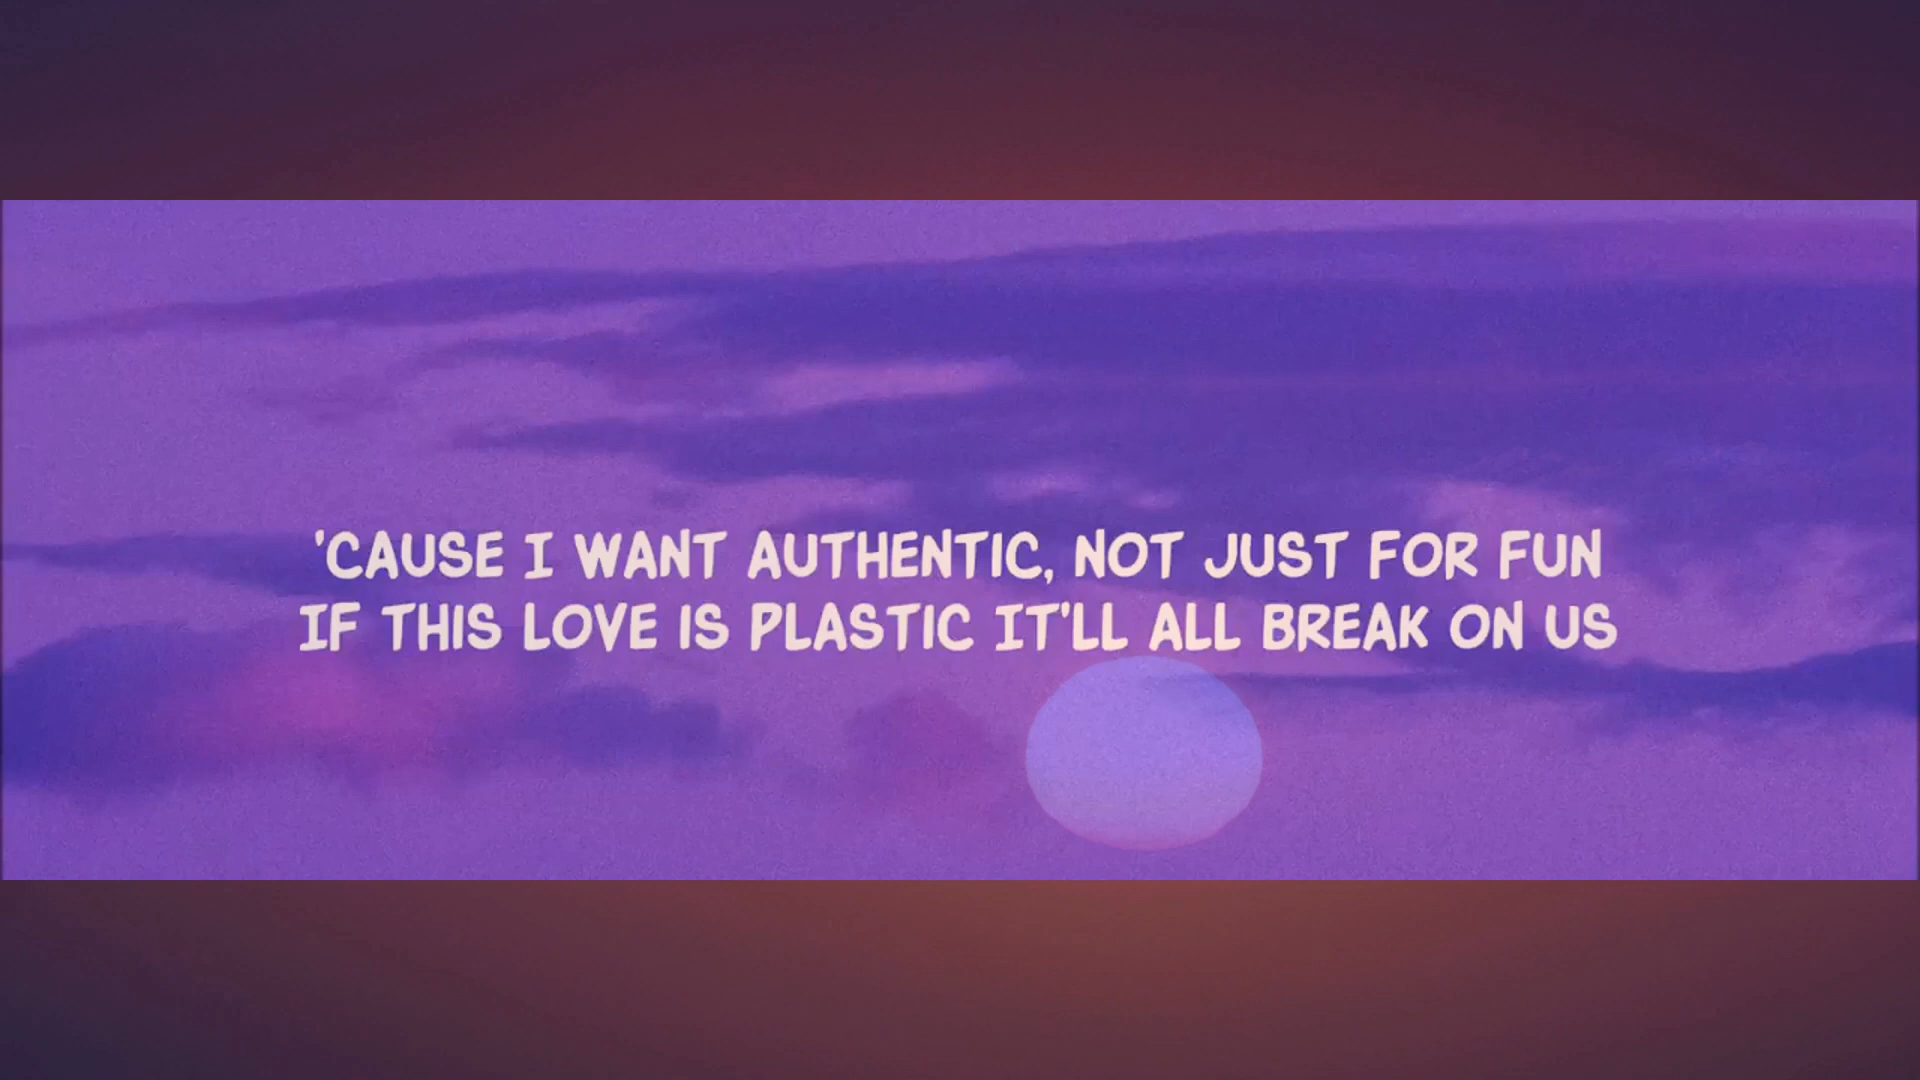 'CAUSE I WANT AUTHENTIC, NOT JUST FOR FUN
IF THIS LOVE IS PLASTIC IT'LL ALL BREAK ON US